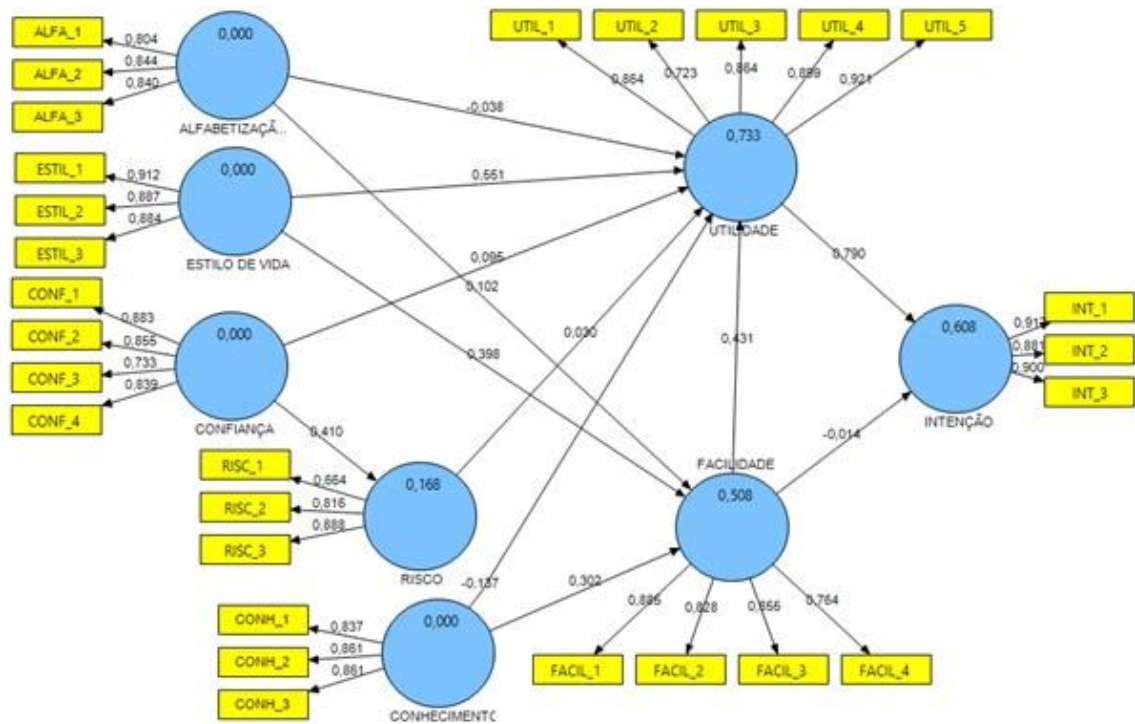 ALFA_1
ALFA_2
ALFA_3
0,804
0,844
0,840
0,000
ALFABETIZAÇÃ...
ESTIL_1
ESTIL_2
ESTIL_3
0,912
0,887
0,884
0,000
ESTILO DE VIDA
CONF_1
CONF_2
CONF_3
CONF_4
0,883
0,855
0,733
0,839
0,000
CONFIANÇA
RISC_1
RISC_2
RISC_3
0,664
0,816
0,888
0,168
RISCO
CONH_1
CONH_2
CONH_3
0,837
0,861
0,861
0,000
CONHECIMENTO
UTIL_1
UTIL_2
UTIL_3
UTIL_4
UTIL_5
0,864
0,723
0,864
0,899
0,921
0,733
UTILIDADE
-0,038
0,551
0,095
0,102
0,030
0,398
0,410
-0,137
0,302
0,431
0,790
-0,014
FACILIDADE
0,508
0,828
0,764
FACIL_1
FACIL_2
FACIL_3
FACIL_4
0,608
INTENÇÃO
0,881
0,900
INT_1
INT_2
INT_3